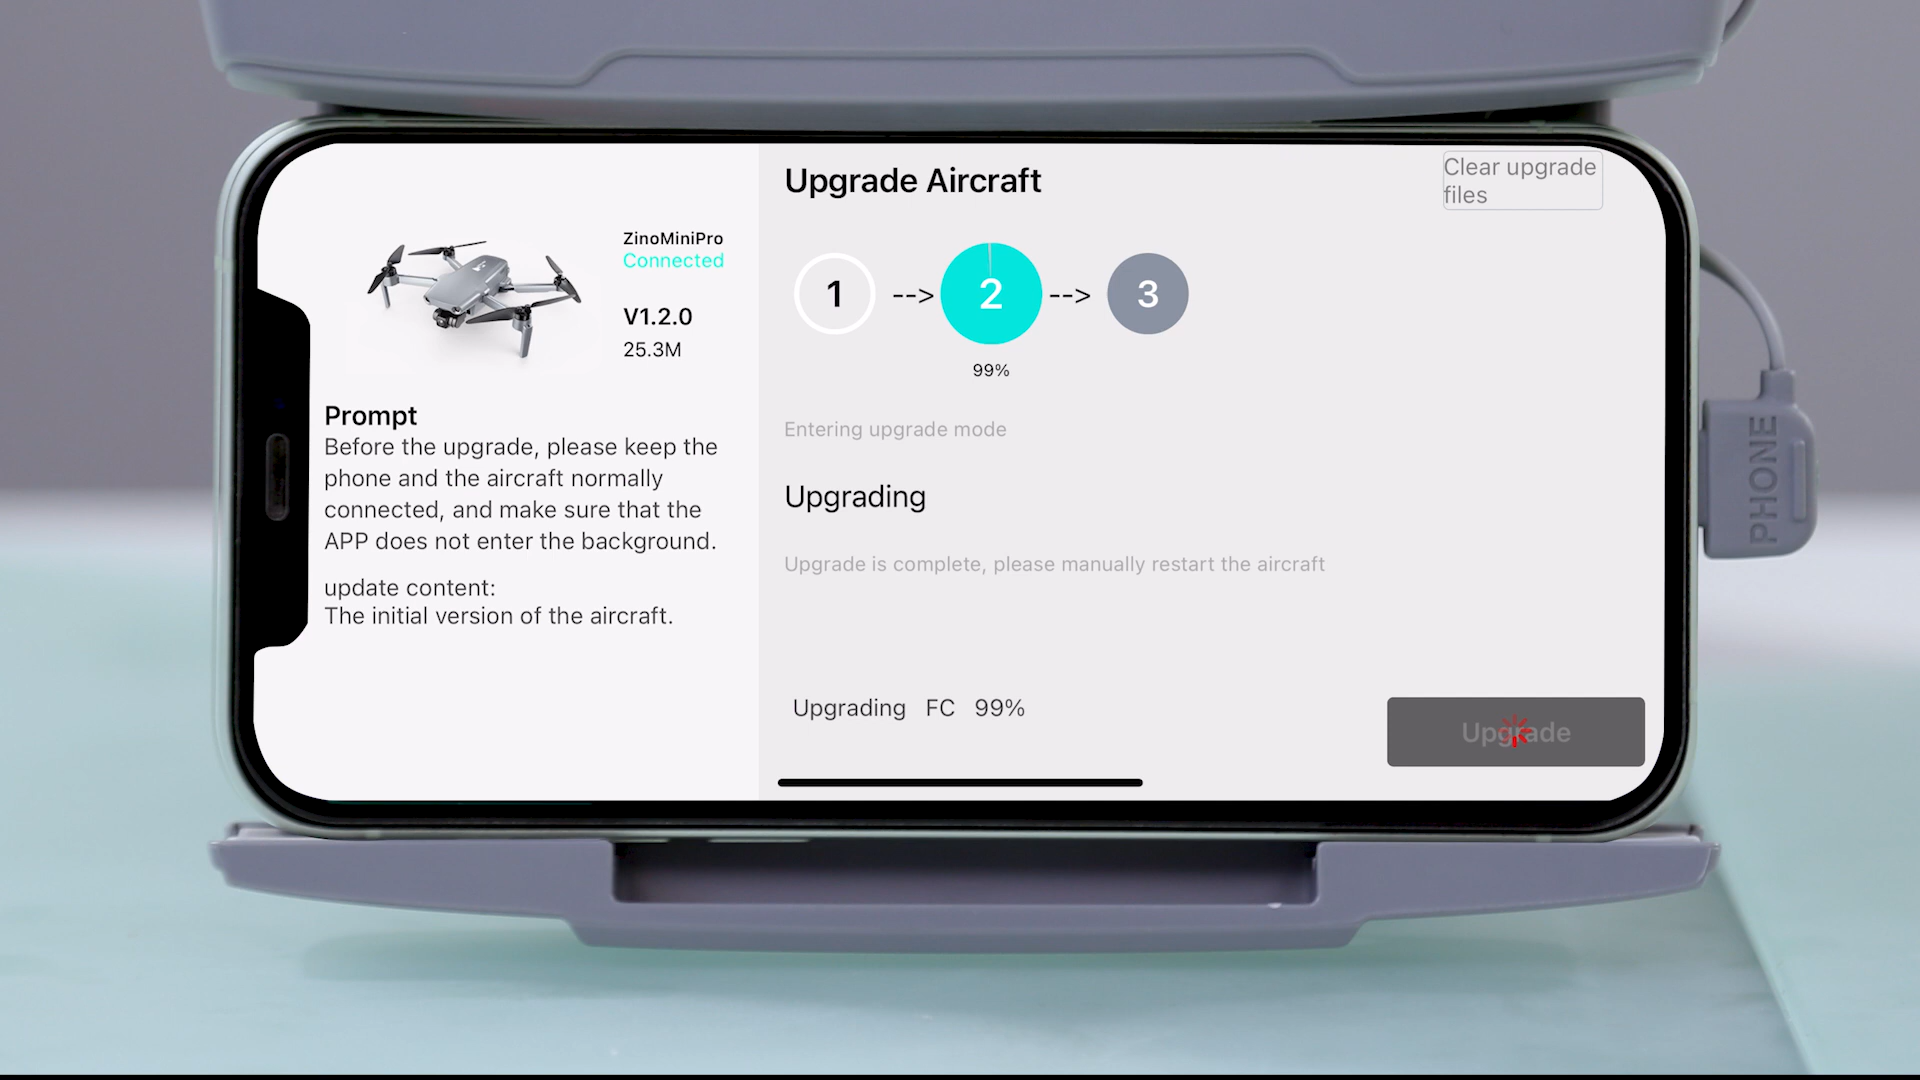 ZinoMiniPro
Connected
V1.2.0
25.3M
Prompt
Before the upgrade, please keep the
phone and the aircraft normally
connected, and make sure that the
APP does not enter the background.
update content:
The initial version of the aircraft.
Upgrade Aircraft
Clear upgrade
files
1 --> 2 --> 3
99%
Entering upgrade mode
Upgrading
Upgrade is complete, please manually restart the aircraft
Upgrading FC 99%
Upgrade
PHONE